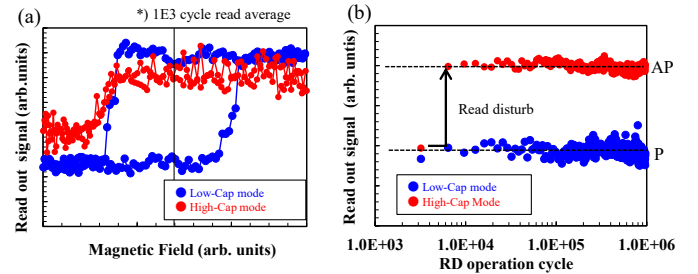 (a)
*) 1E3 cycle read average
Read out signal (arb.units)
Low-Cap mode
High-Cap mode
Magnetic Field (arb. units)
(b)
Read out signal (arb. untis)
AP
Read disturb
P
Low-Cap mode
High-Cap Mode
1.0E+03 1.0E+04 1.0E+05 1.0E+06
RD operation cycle